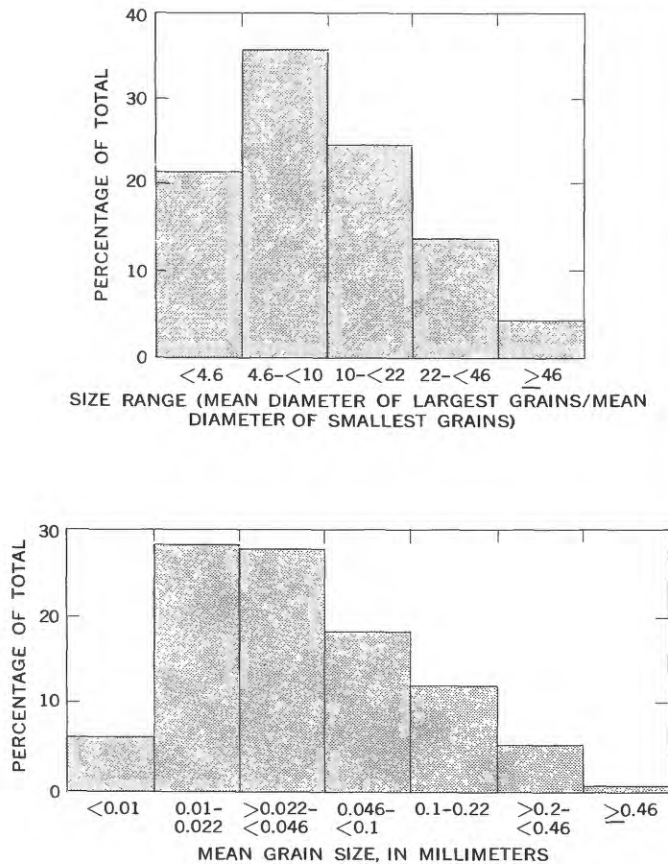 PERCENTAGE OF TOTAL
40
30
20
10
0
<4.6 4.6-<10 10-<22 22-<46 ≥46
SIZE RANGE (MEAN DIAMETER OF LARGEST GRAINS/MEAN
DIAMETER OF SMALLEST GRAINS)
PERCENTAGE OF TOTAL
30
20
10
0
<0.01 0.01- >0.022- 0.046- 0.1-0.22 >0.2- ≥0.46
0.022 <0.046 <0.1 <0.46
MEAN GRAIN SIZE, IN MILLIMETERS